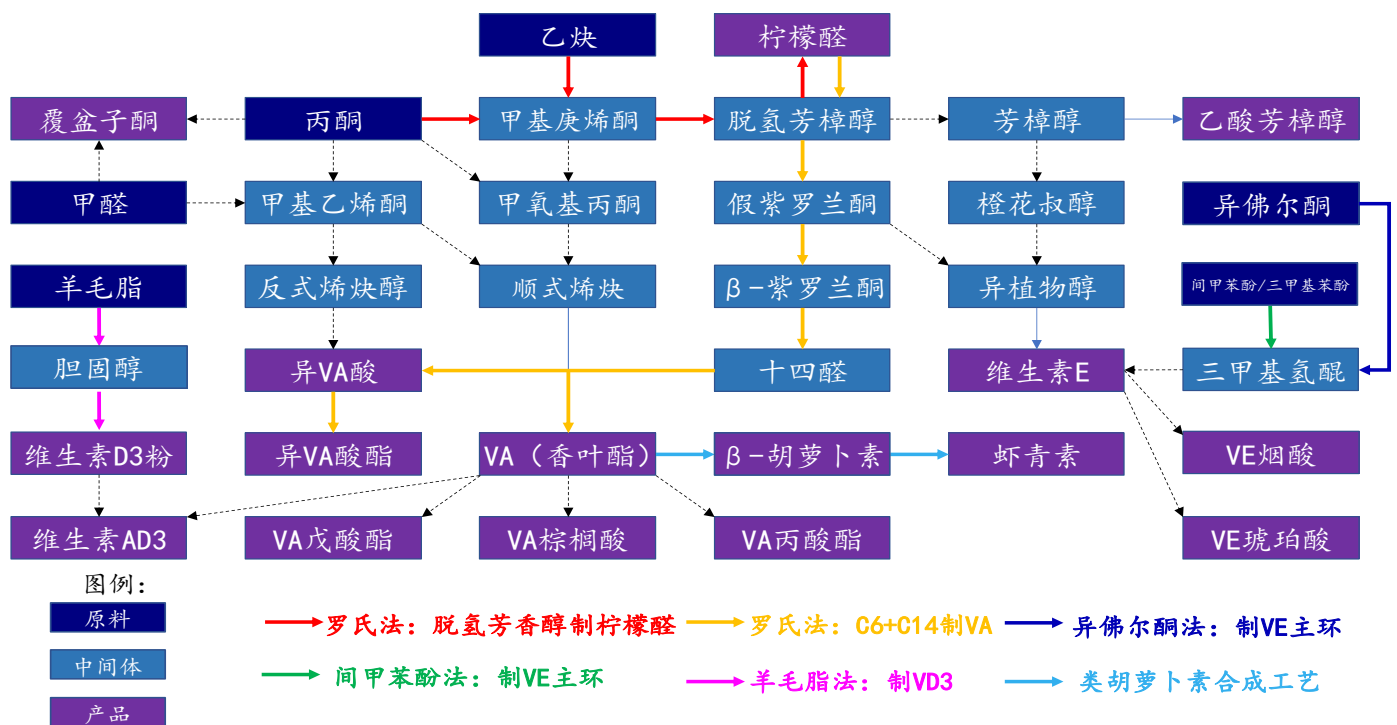 乙炔
柠檬醛
覆盆子酮
丙酮
甲基庚烯酮
脱氢芳樟醇
芳樟醇
乙酸芳樟醇
甲醛
甲基乙烯酮
甲氧基丙酮
假紫罗兰酮
橙花叔醇
异佛尔酮
羊毛脂
反式烯炔醇
顺式烯炔
β-紫罗兰酮
异植物醇
间甲苯酚/三甲基苯酚
胆固醇
异VA酸
十四醛
维生素E
三甲基氢醌
维生素D3粉
异VA酸酯
VA（香叶酯）
β-胡萝卜素
虾青素
VE烟酸
维生素AD3
VA戊酸酯
VA棕榈酸
VA丙酸酯
VE琥珀酸
图例：
原料
罗氏法：脱氢芳香醇制柠檬醛
罗氏法：C6+C14制VA
异佛尔酮法：制VE主环
中间体
间甲苯酚法：制VE主环
羊毛脂法：制VD3
类胡萝卜素合成工艺
产品